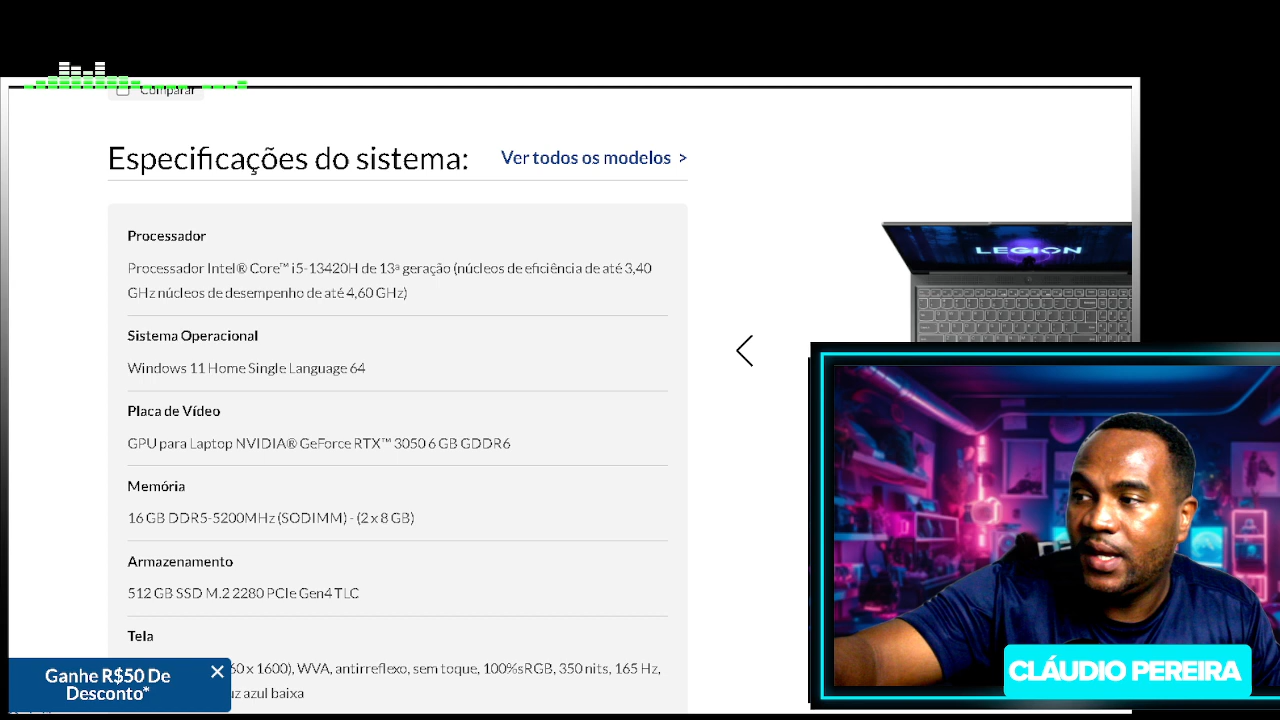 Comparar
Especificações do sistema:
Ver todos os modelos >
Processador
Processador Intel® Core™ i5-13420H de 13ª geração (núcleos de eficiência de até 3,40
GHz núcleos de desempenho de até 4,60 GHz)
Sistema Operacional
Windows 11 Home Single Language 64
Placa de Vídeo
GPU para Laptop NVIDIA® GeForce RTX™ 3050 6 GB GDDR6
Memória
16 GB DDR5-5200MHz (SODIMM) - (2 x 8 GB)
Armazenamento
512 GB SSD M.2 2280 PCIe Gen4 TLC
Tela
60 x 1600), WVA, antirreflexo, sem toque, 100%sRGB, 350 nits, 165 Hz,
uz azul baixa
Ganhe R$50 De
Desconto*
LEGION
CLÁUDIO PEREIRA